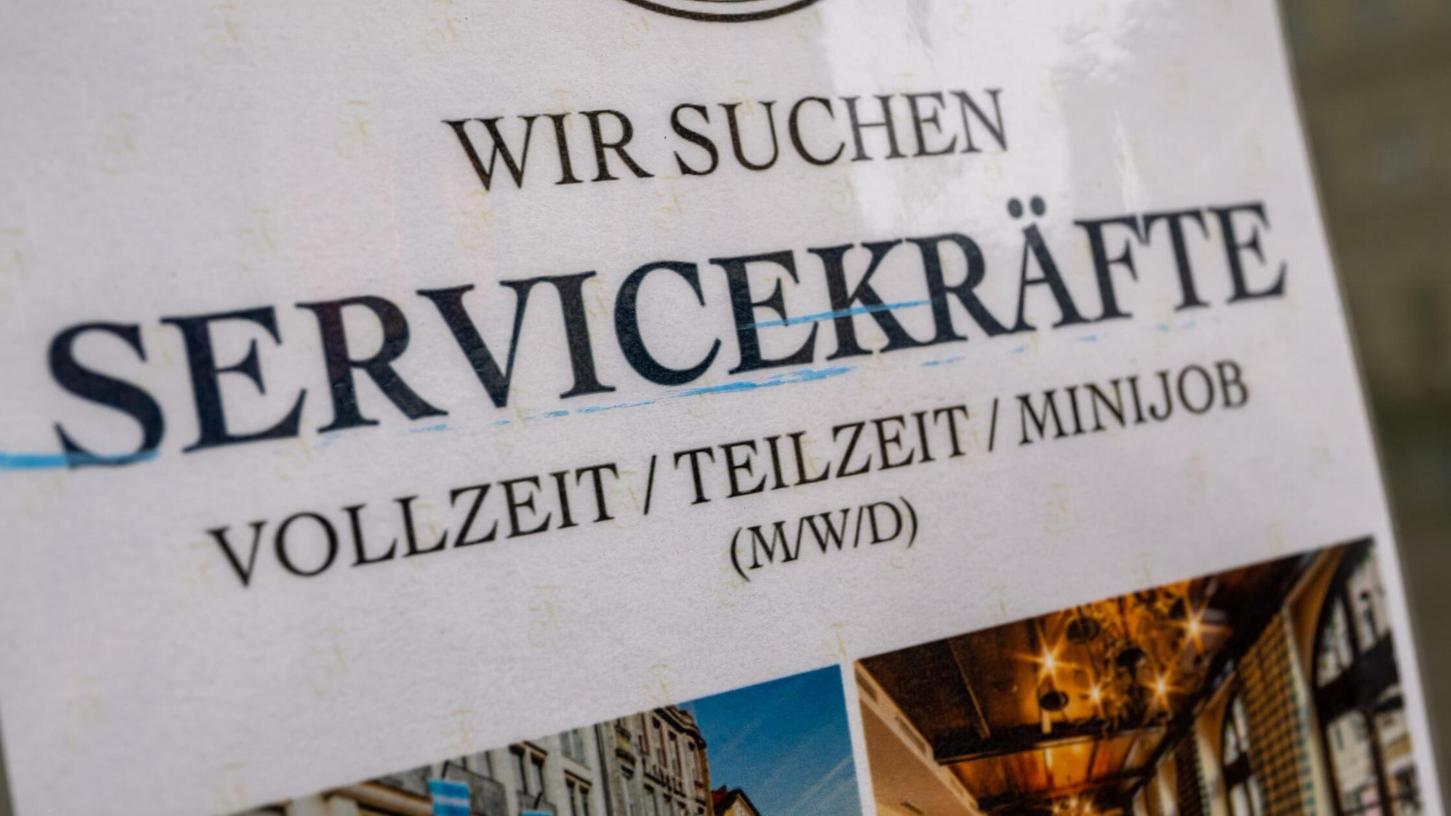 WIR SUCHEN
SERVICEKRÄFTE
VOLLZEIT / TEILZEIT / MINIJOB
(M/W/D)